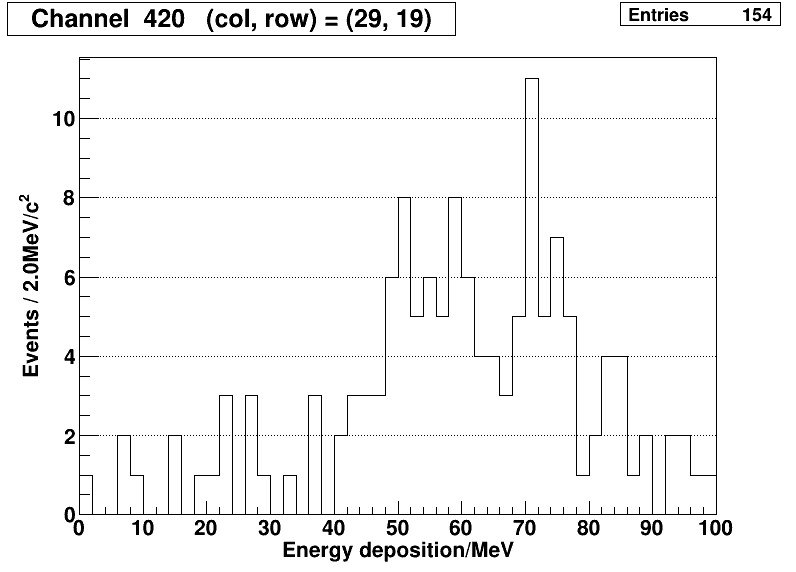 Channel 420 (col, row) = (29, 19)
Entries 154
Events / 2.0MeV/c²
10
8
6
4
2
0
0 10 20 30 40 50 60 70 80 90 100
Energy deposition/MeV